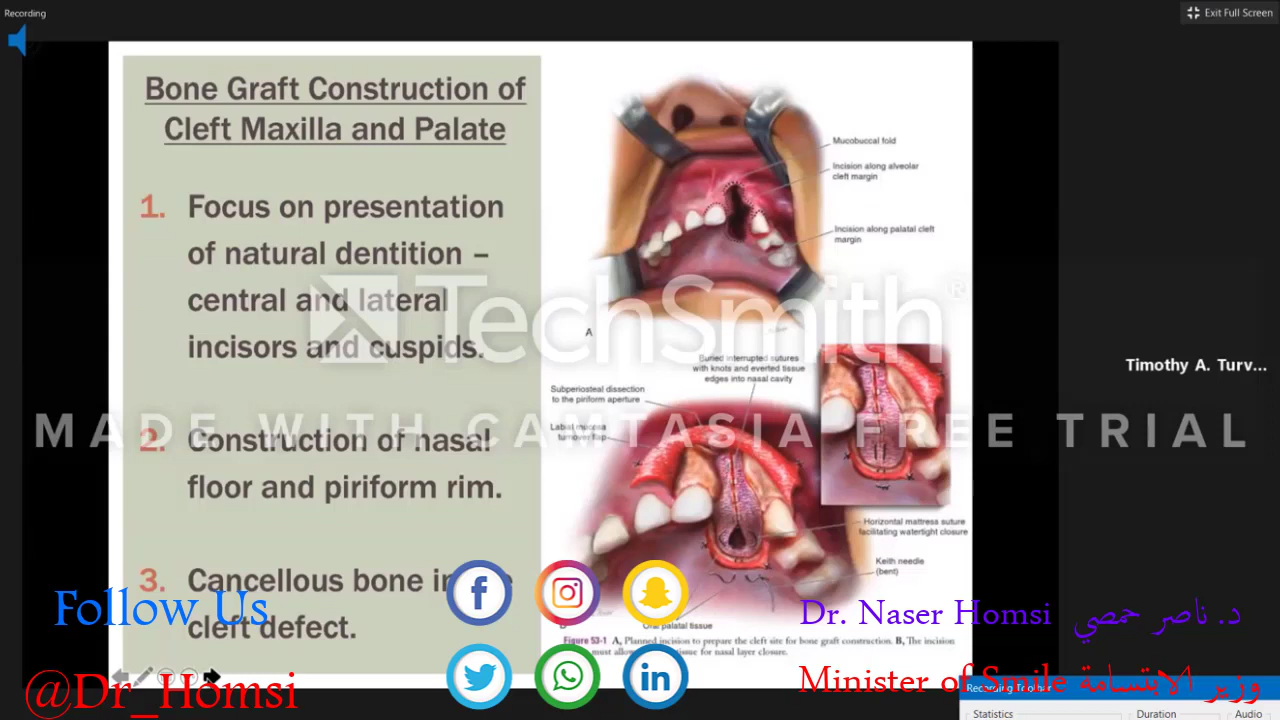 Recording
Exit Full Screen
Bone Graft Construction of
Cleft Maxilla and Palate
1. Focus on presentation
of natural dentition –
central and lateral
incisors and cuspids.
2. Construction of nasal
floor and piriform rim.
3. Cancellous bone in
cleft defect.
Mucobuccal fold
Incision along alveolar
cleft margin
Incision along palatal cleft
margin
A
Buried interrupted sutures
with knots and everted tissue
edges into nasal cavity
Subperiosteal dissection
to the piriform aperture
Labial mucosa
turnover flap
Horizontal mattress suture
facilitating watertight closure
Keith needle
(bent)
Oral palatal tissue
Figure 53-1 A, Planned incision to prepare the cleft site for bone graft construction. B, The incision
must allow tissue for nasal layer closure.
TechSmith®
MADE WITH CAMTASIA FREE TRIAL
Timothy A. Turv...
Follow Us
@Dr_Homsi
Dr. Naser Homsi د. ناصر حمصي
Minister of Smile وزير الابتسامة
Recording Toolbar
Statistics Duration Audio